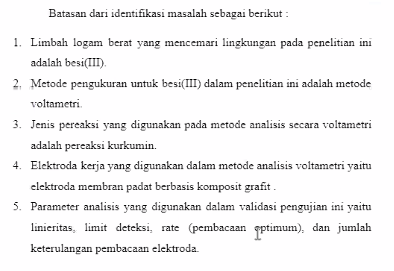 Batasan dari identifikasi masalah sebagai berikut :
1. Limbah logam berat yang mencemari lingkungan pada penelitian ini
adalah besi(III).
2. Metode pengukuran untuk besi(III) dalam penelitian ini adalah metode
voltametri.
3. Jenis pereaksi yang digunakan pada metode analisis secara voltametri
adalah pereaksi kurkumin.
4. Elektroda kerja yang digunakan dalam metode analisis voltametri yaitu
elektroda membran padat berbasis komposit grafit .
5. Parameter analisis yang digunakan dalam validasi pengujian ini yaitu
linieritas, limit deteksi, rate (pembacaan optimum), dan jumlah
keterulangan pembacaan elektroda.